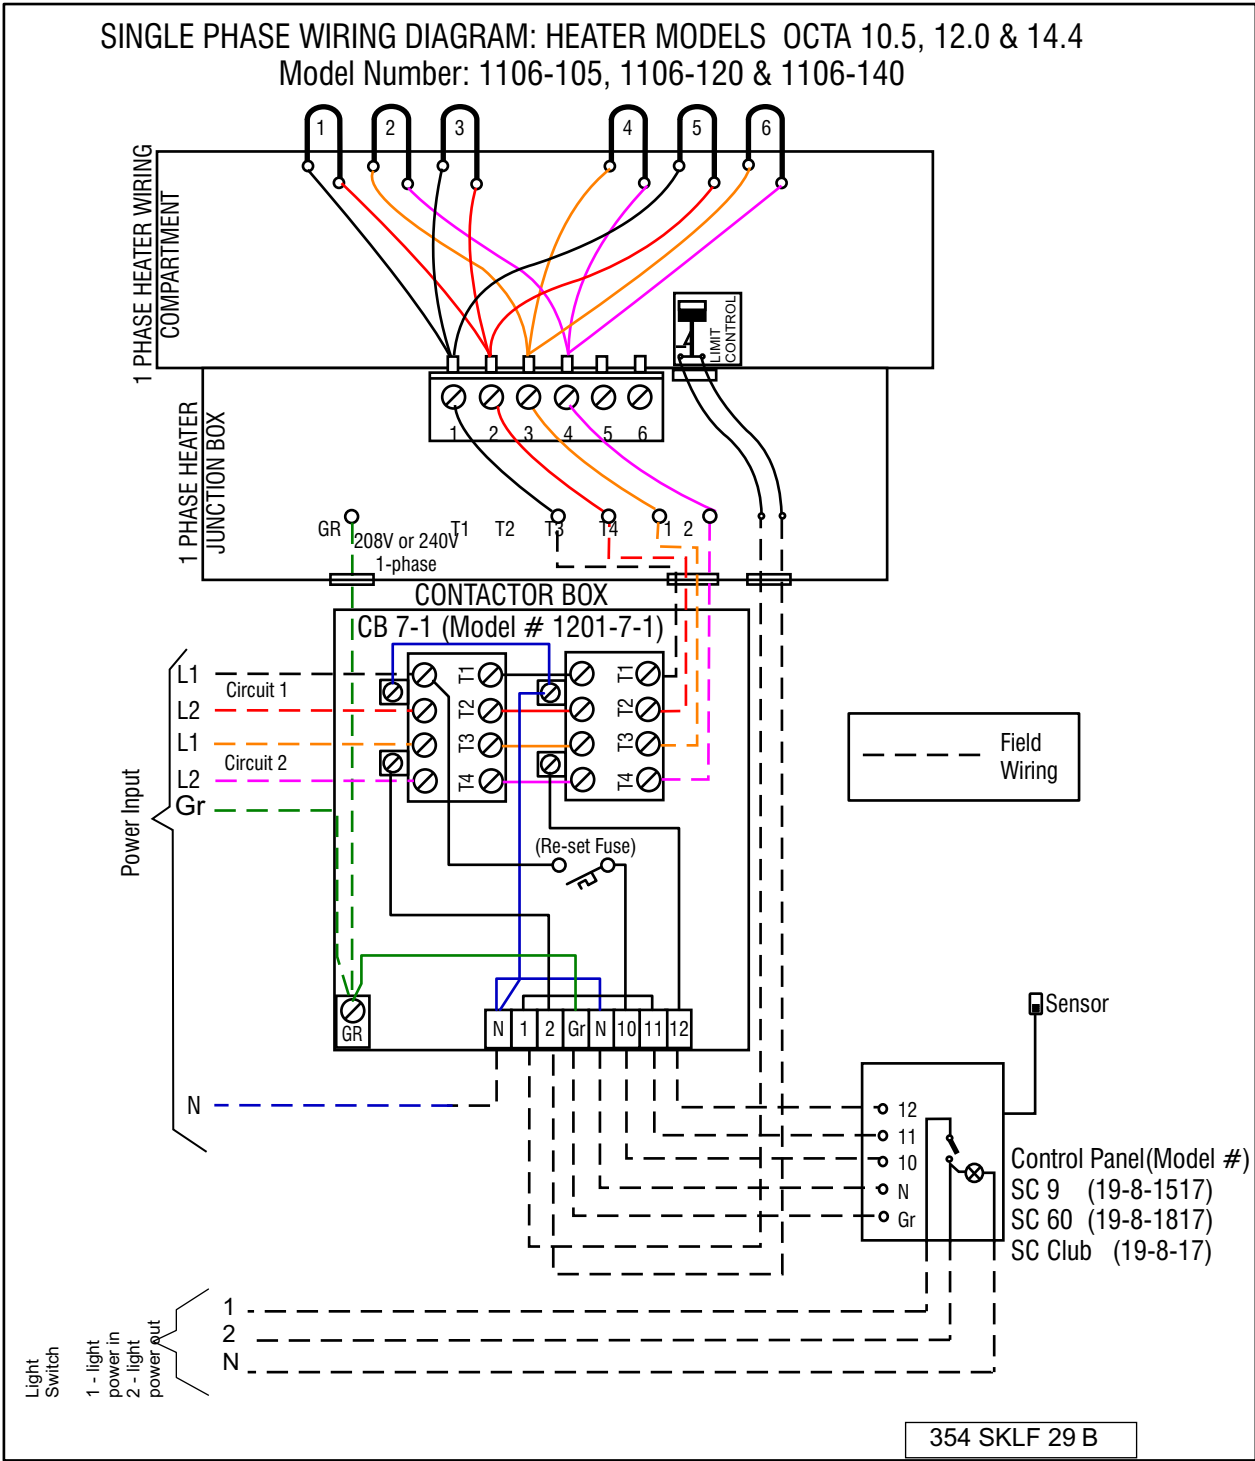 SINGLE PHASE WIRING DIAGRAM: HEATER MODELS OCTA 10.5, 12.0 & 14.4
Model Number: 1106-105, 1106-120 & 1106-140
1 2 3 4 5 6
1 PHASE HEATER WIRING
COMPARTMENT
LIMIT
CONTROL
1 PHASE HEATER
JUNCTION BOX
1 2 3 4 5 6
GR T1 T2 T3 T4 1 2
208V or 240V
1-phase
CONTACTOR BOX
CB 7-1 (Model # 1201-7-1)
Power Input
L1
Circuit 1
L2
L1
Circuit 2
L2
Gr
T1 T1
T2 T2
T3 T3
T4 T4
Field
Wiring
(Re-set Fuse)
GR
N 1 2 Gr N 10 11 12
N
Sensor
12
11
10
N
Gr
Control Panel(Model #)
SC 9 (19-8-1517)
SC 60 (19-8-1817)
SC Club (19-8-17)
Light
Switch
1 - light
power in
2 - light
power out
1
2
N
354 SKLF 29 B